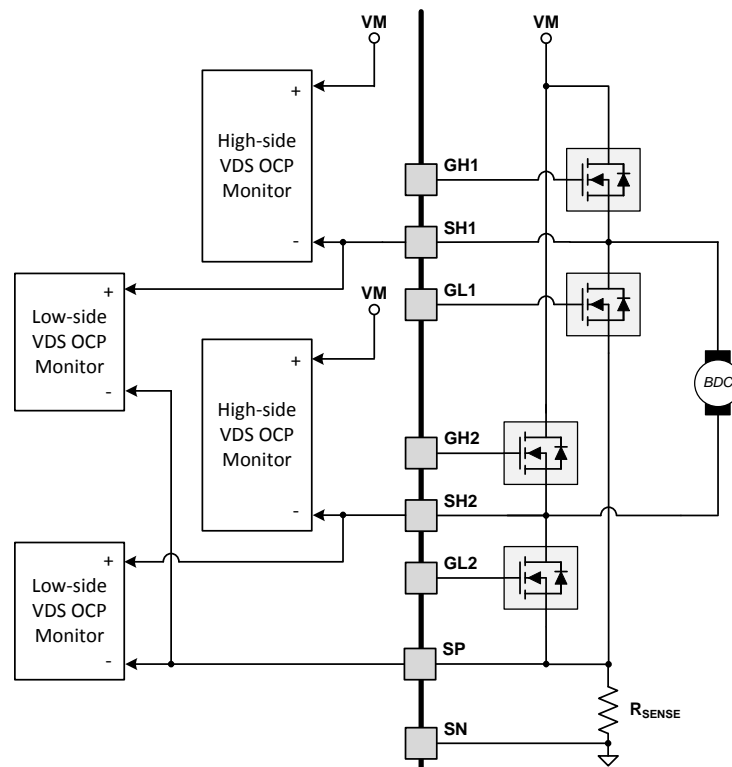 VM
VM
+
High-side
VDS OCP
Monitor
-
GH1
SH1
GL1
+
Low-side
VDS OCP
Monitor
-
VM
+
High-side
VDS OCP
Monitor
-
BDC
GH2
SH2
GL2
+
Low-side
VDS OCP
Monitor
-
SP
RSENSE
SN